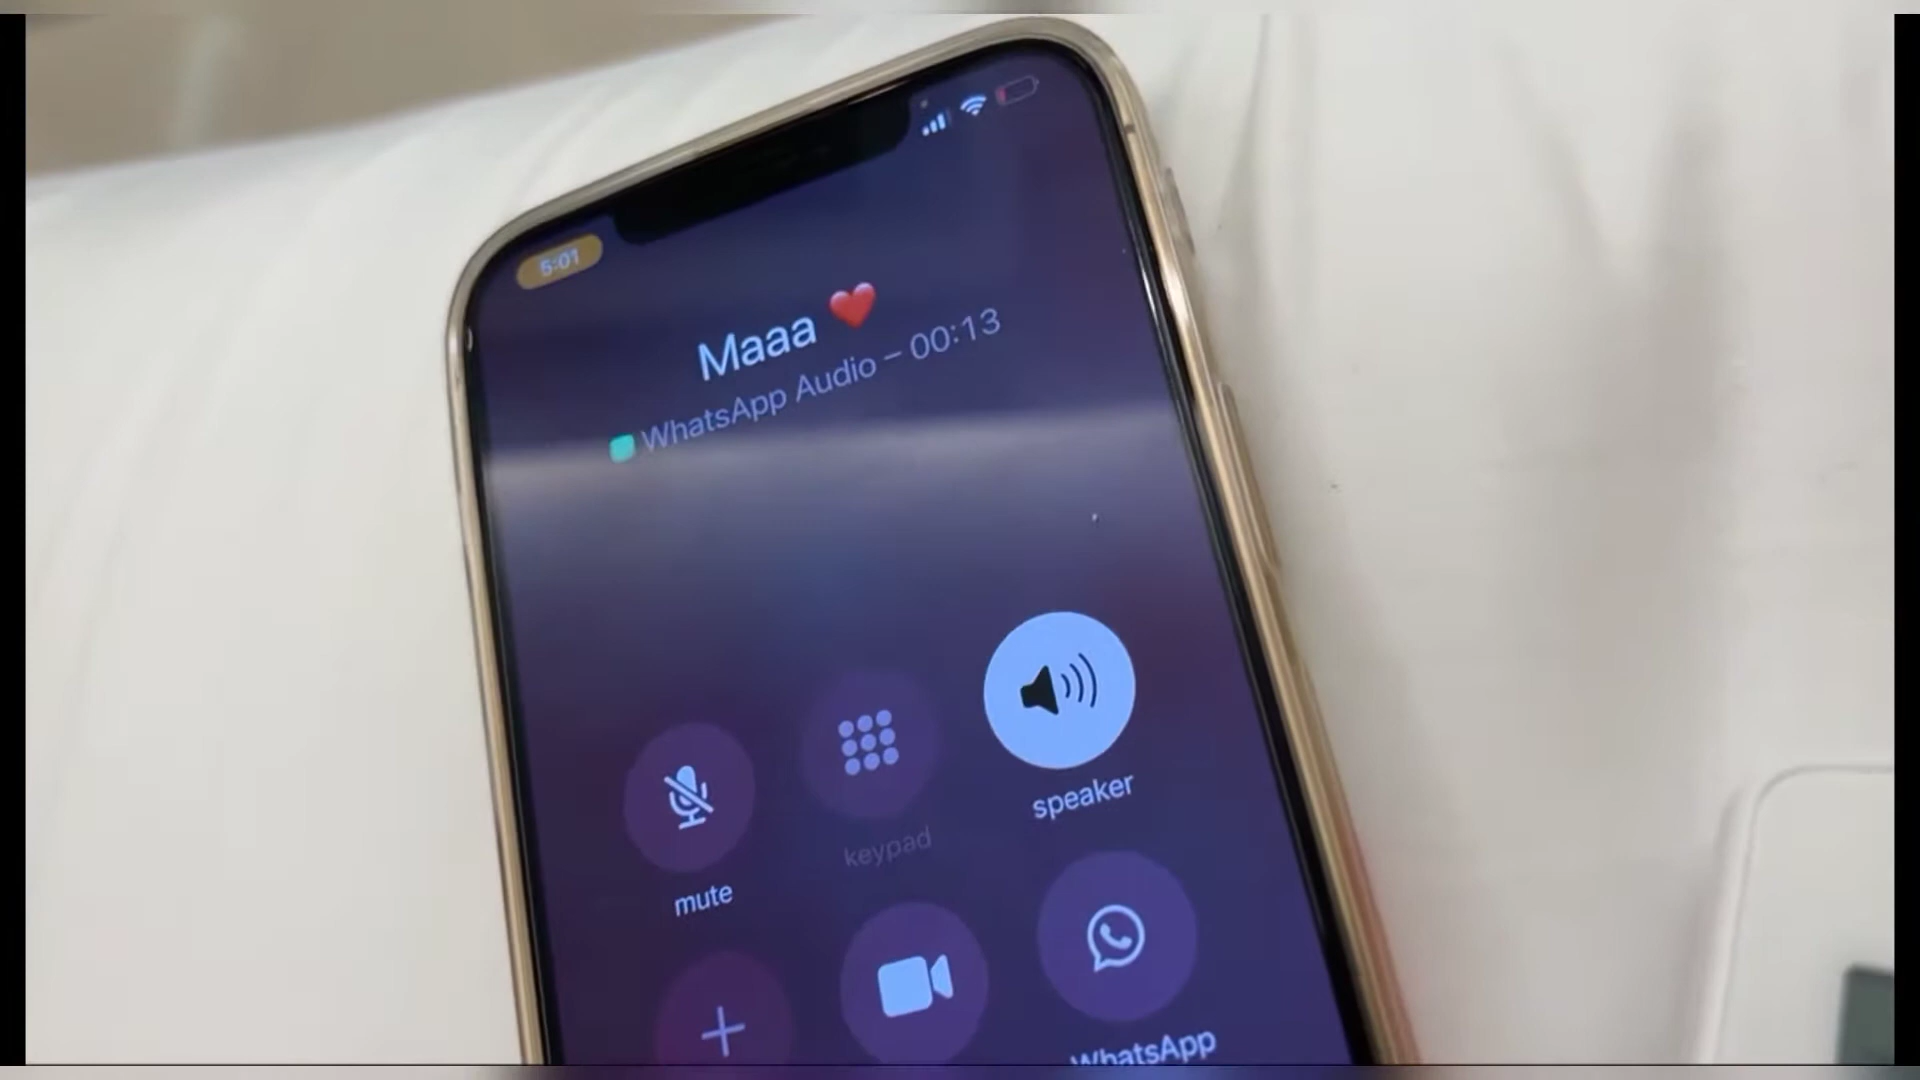 5:01
Maaa ❤️
WhatsApp Audio – 00:13
speaker
keypad
mute
WhatsApp